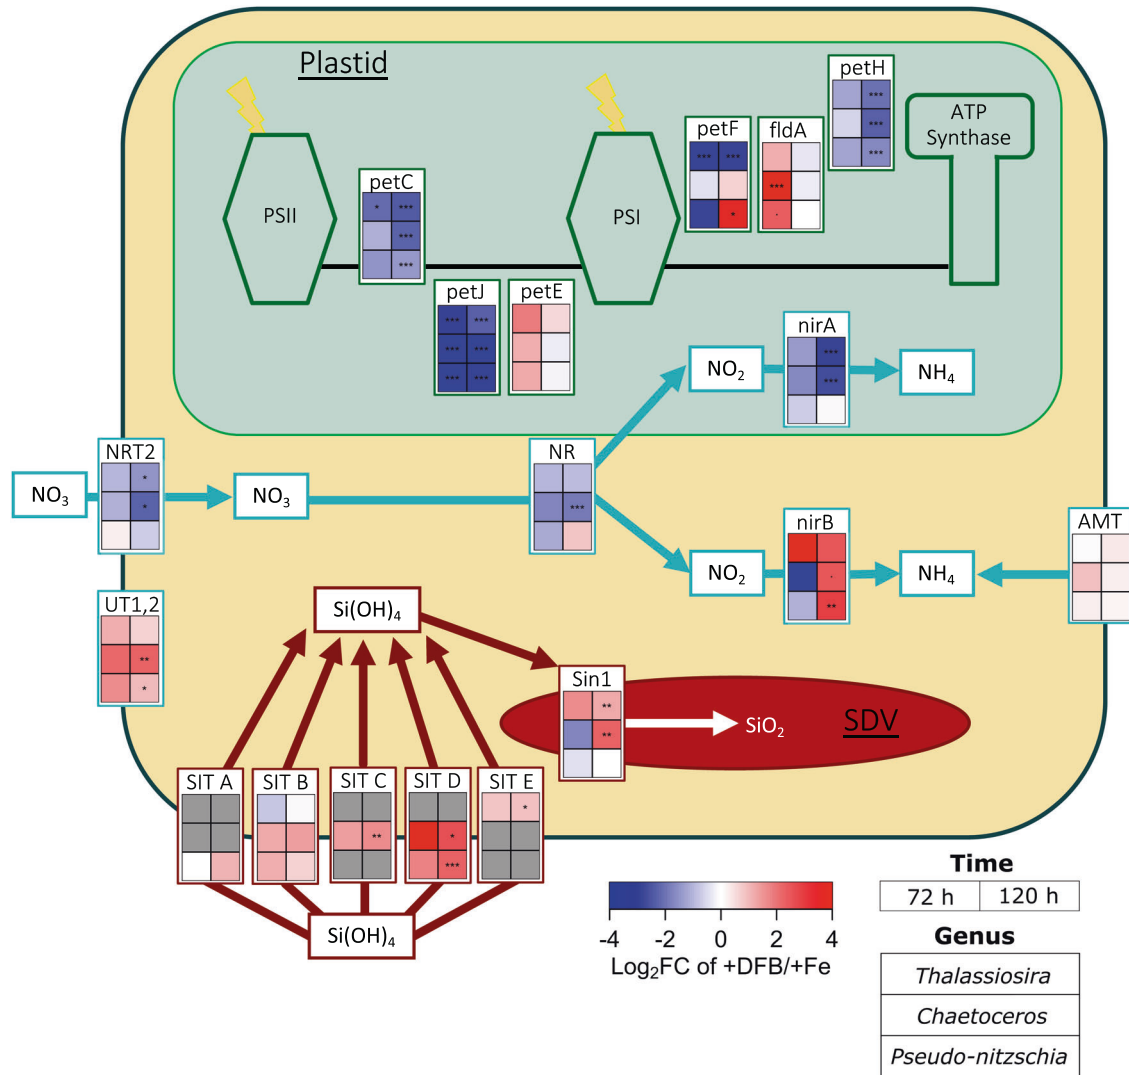 Plastid
petH
ATP
Synthase
petF
fldA
*** 
*** ***
***
***
***
*
·
petC
PSII
PSI
* ***
***
***
petJ
petE
*** ***
*** ***
*** ***
nirA
NO2
NH4
***
***
NRT2
NR
NO3
NO3
*
*
***
nirB
AMT
NO2
NH4
·
**
UT1,2
**
*
Si(OH)4
Sin1
**
**
SiO2
SDV
SIT A
SIT B
SIT C
SIT D
SIT E
*
**
*
***
Si(OH)4
-4
-2
0
2
4
Log2FC of +DFB/+Fe
Time
72 h
120 h
Genus
Thalassiosira
Chaetoceros
Pseudo-nitzschia